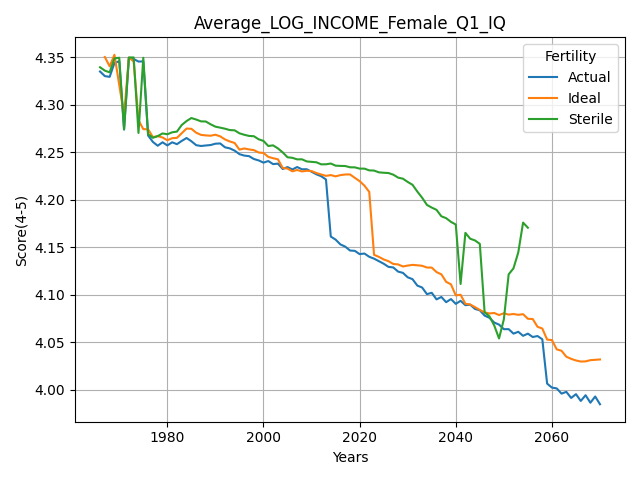 Average_LOG_INCOME_Female_Q1_IQ
Fertility
Actual
Ideal
Sterile
Score(4-5)
4.35
4.30
4.25
4.20
4.15
4.10
4.05
4.00
1980 2000 2020 2040 2060
Years